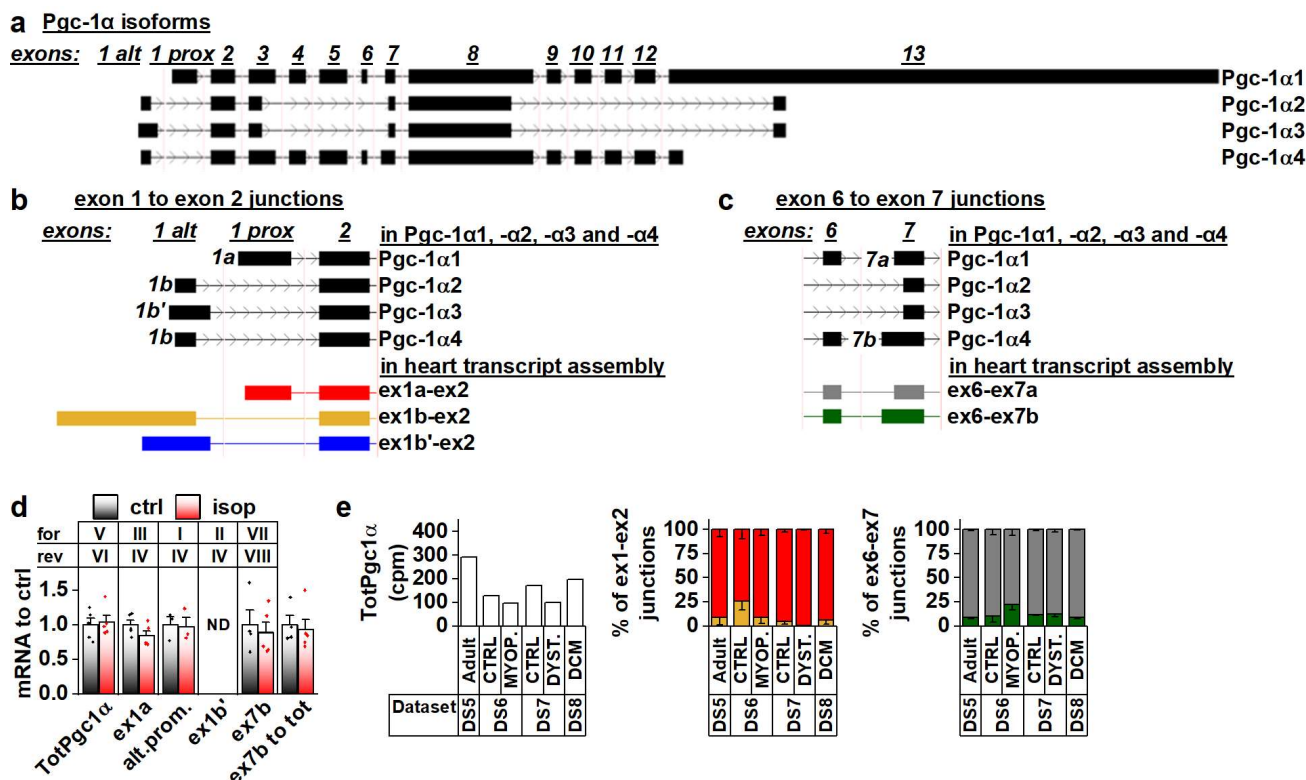 a Pgc-1α isoforms
exons: 1 alt 1 prox 2 3 4 5 6 7 8 9 10 11 12 13
Pgc-1α1
Pgc-1α2
Pgc-1α3
Pgc-1α4
b exon 1 to exon 2 junctions
exons: 1 alt 1 prox 2 in Pgc-1α1, -α2, -α3 and -α4
1a Pgc-1α1
1b Pgc-1α2
1b' Pgc-1α3
1b Pgc-1α4
in heart transcript assembly
ex1a-ex2
ex1b-ex2
ex1b'-ex2
c exon 6 to exon 7 junctions
exons: 6 7 in Pgc-1α1, -α2, -α3 and -α4
7a Pgc-1α1
Pgc-1α2
Pgc-1α3
7b Pgc-1α4
in heart transcript assembly
ex6-ex7a
ex6-ex7b
d ctrl isop
for V III I II VII
rev VI IV IV IV VIII
mRNA to ctrl
1.5
1.0
0.5
0.0
ND
TotPgc1α
ex1a
alt.prom.
ex1b'
ex7b
ex7b to tot
e
TotPgc1α
(cpm)
400
300
200
100
0
Adult CTRL MYOP. CTRL DYST. DCM
Dataset DS5 DS6 DS7 DS8
% of ex1-ex2
junctions
100
75
50
25
0
Adult CTRL MYOP. CTRL DYST. DCM
DS5 DS6 DS7 DS8
% of ex6-ex7
junctions
100
75
50
25
0
Adult CTRL MYOP. CTRL DYST. DCM
DS5 DS6 DS7 DS8